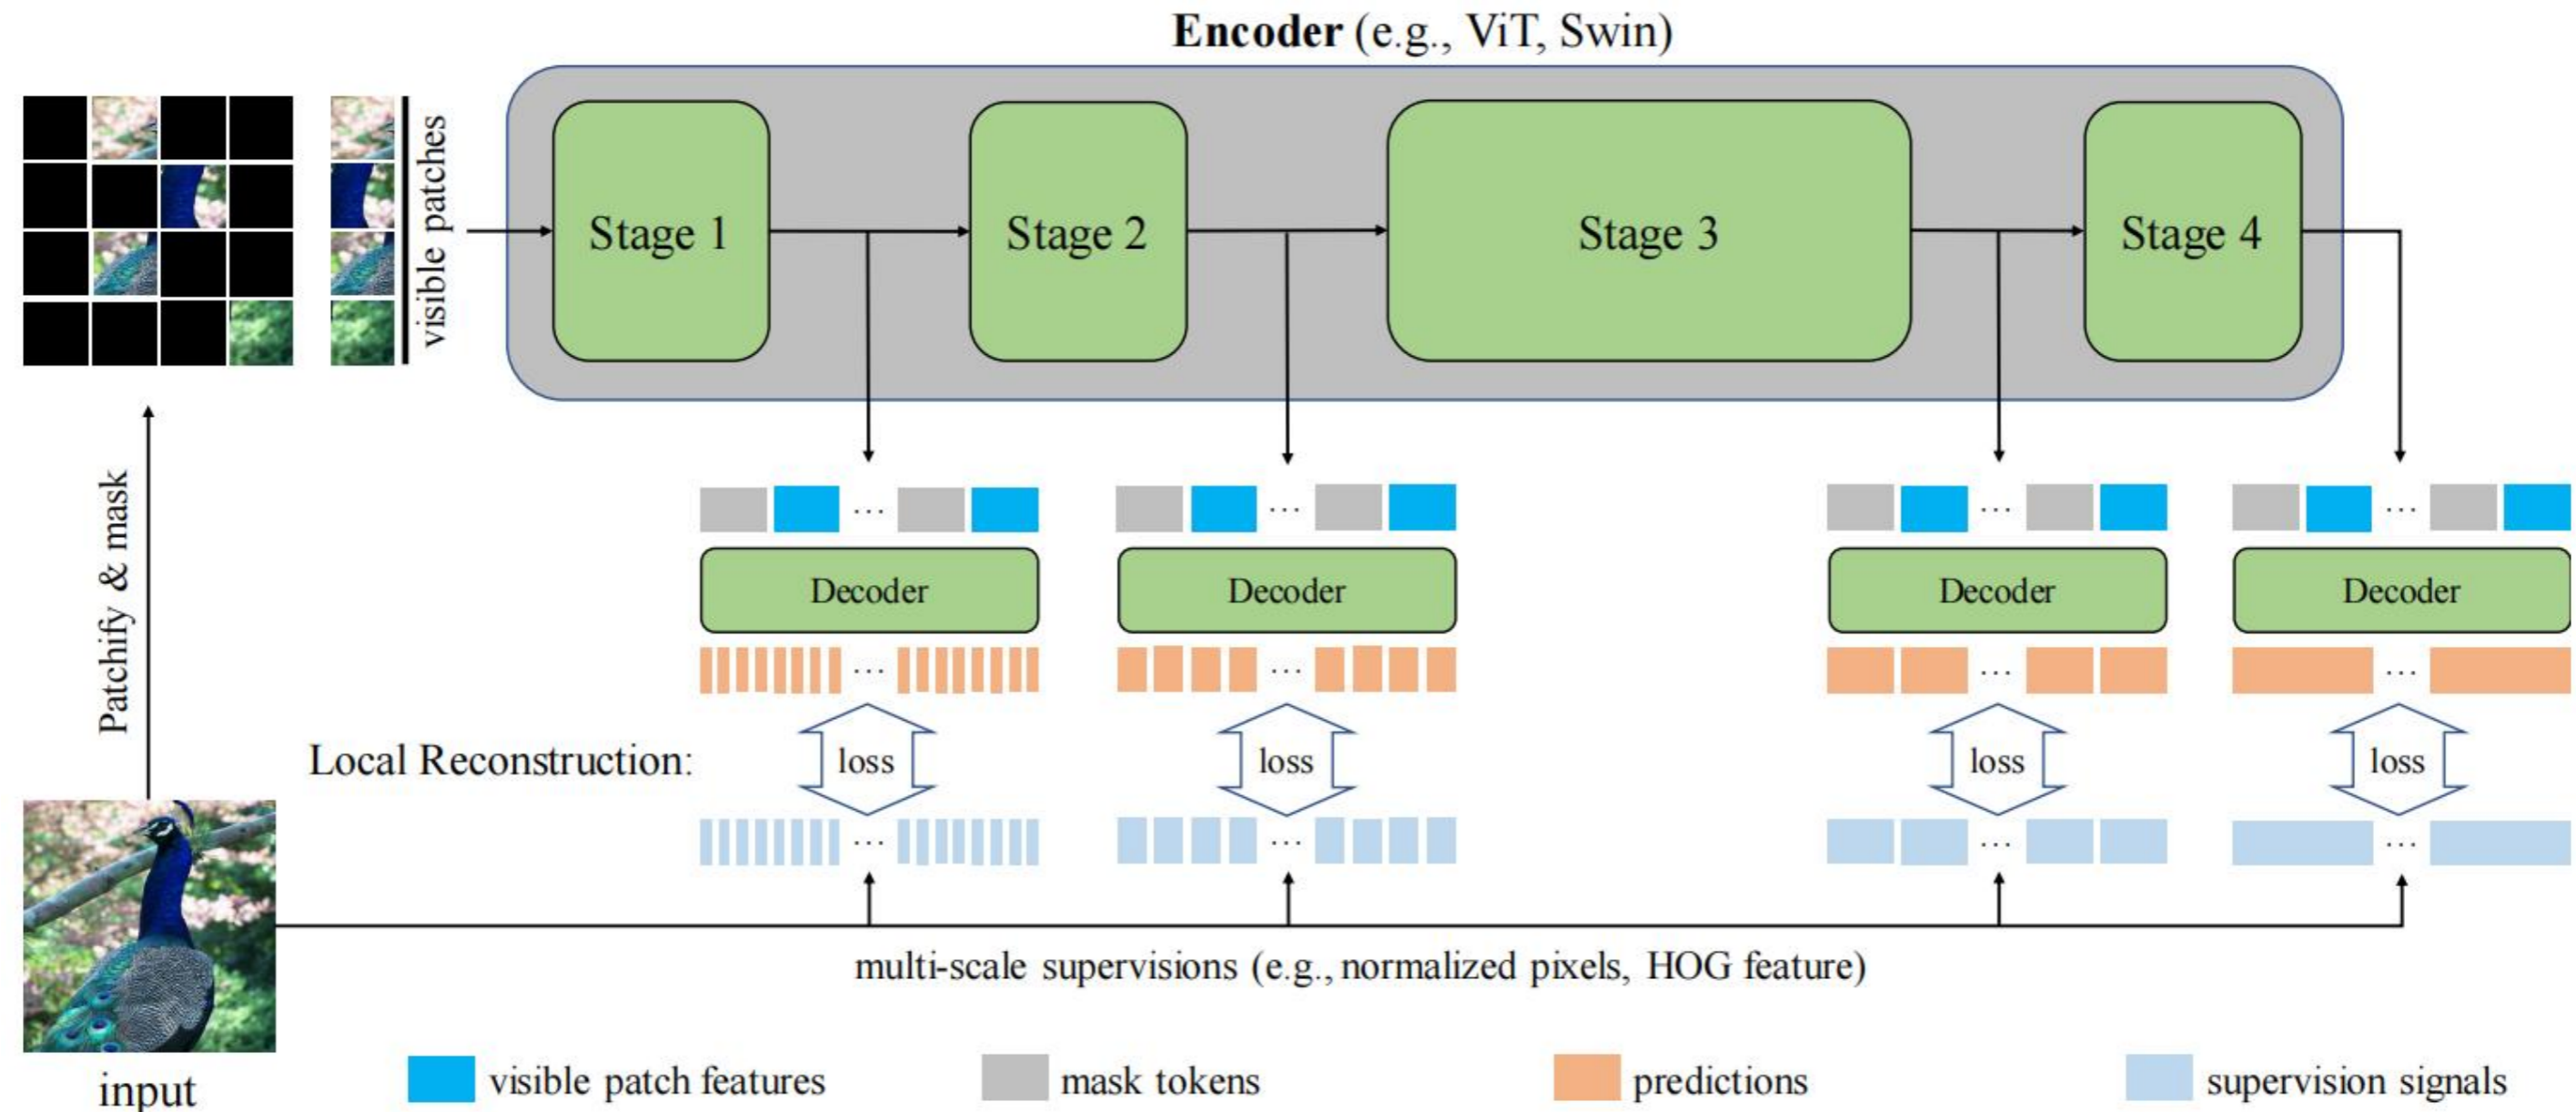 Encoder (e.g., ViT, Swin)
visible patches
Stage 1
Stage 2
Stage 3
Stage 4
Patchify & mask
Decoder
Decoder
Decoder
Decoder
Local Reconstruction:
loss
loss
loss
loss
multi-scale supervisions (e.g., normalized pixels, HOG feature)
input
visible patch features
mask tokens
predictions
supervision signals